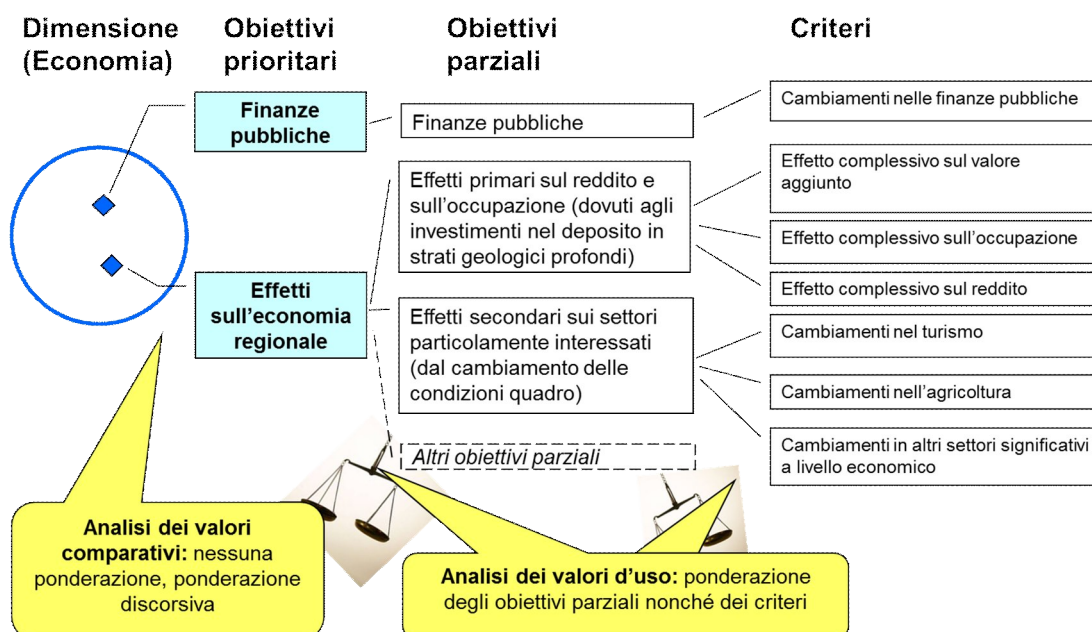 Dimensione
(Economia)
Obiettivi
prioritari
Obiettivi
parziali
Criteri
Finanze
pubbliche
Finanze pubbliche
Cambiamenti nelle finanze pubbliche
Effetti primari sul reddito e
sull'occupazione (dovuti agli
investimenti nel deposito in
strati geologici profondi)
Effetto complessivo sul valore
aggiunto
Effetto complessivo sull'occupazione
Effetto complessivo sul reddito
Effetti
sull'economia
regionale
Effetti secondari sui settori
particolamente interessati
(dal cambiamento delle
condizioni quadro)
Cambiamenti nel turismo
Cambiamenti nell'agricoltura
Cambiamenti in altri settori significativi
a livello economico
Altri obiettivi parziali
Analisi dei valori
comparativi: nessuna
ponderazione, ponderazione
discorsiva
Analisi dei valori d'uso: ponderazione
degli obiettivi parziali nonché dei criteri